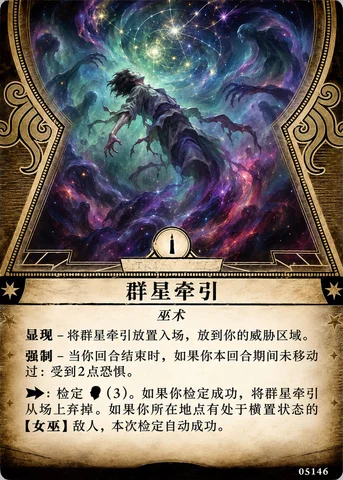 群星牵引
巫术
显现 – 将群星牵引放置入场，放到你的威胁区域。
强制 – 当你回合结束时，如果你本回合期间未移动
过：受到2点恐惧。
：检定（3）。如果你检定成功，将群星牵引
从场上弃掉。如果你所在地点有处于横置状态的
【女巫】敌人，本次检定自动成功。
05146